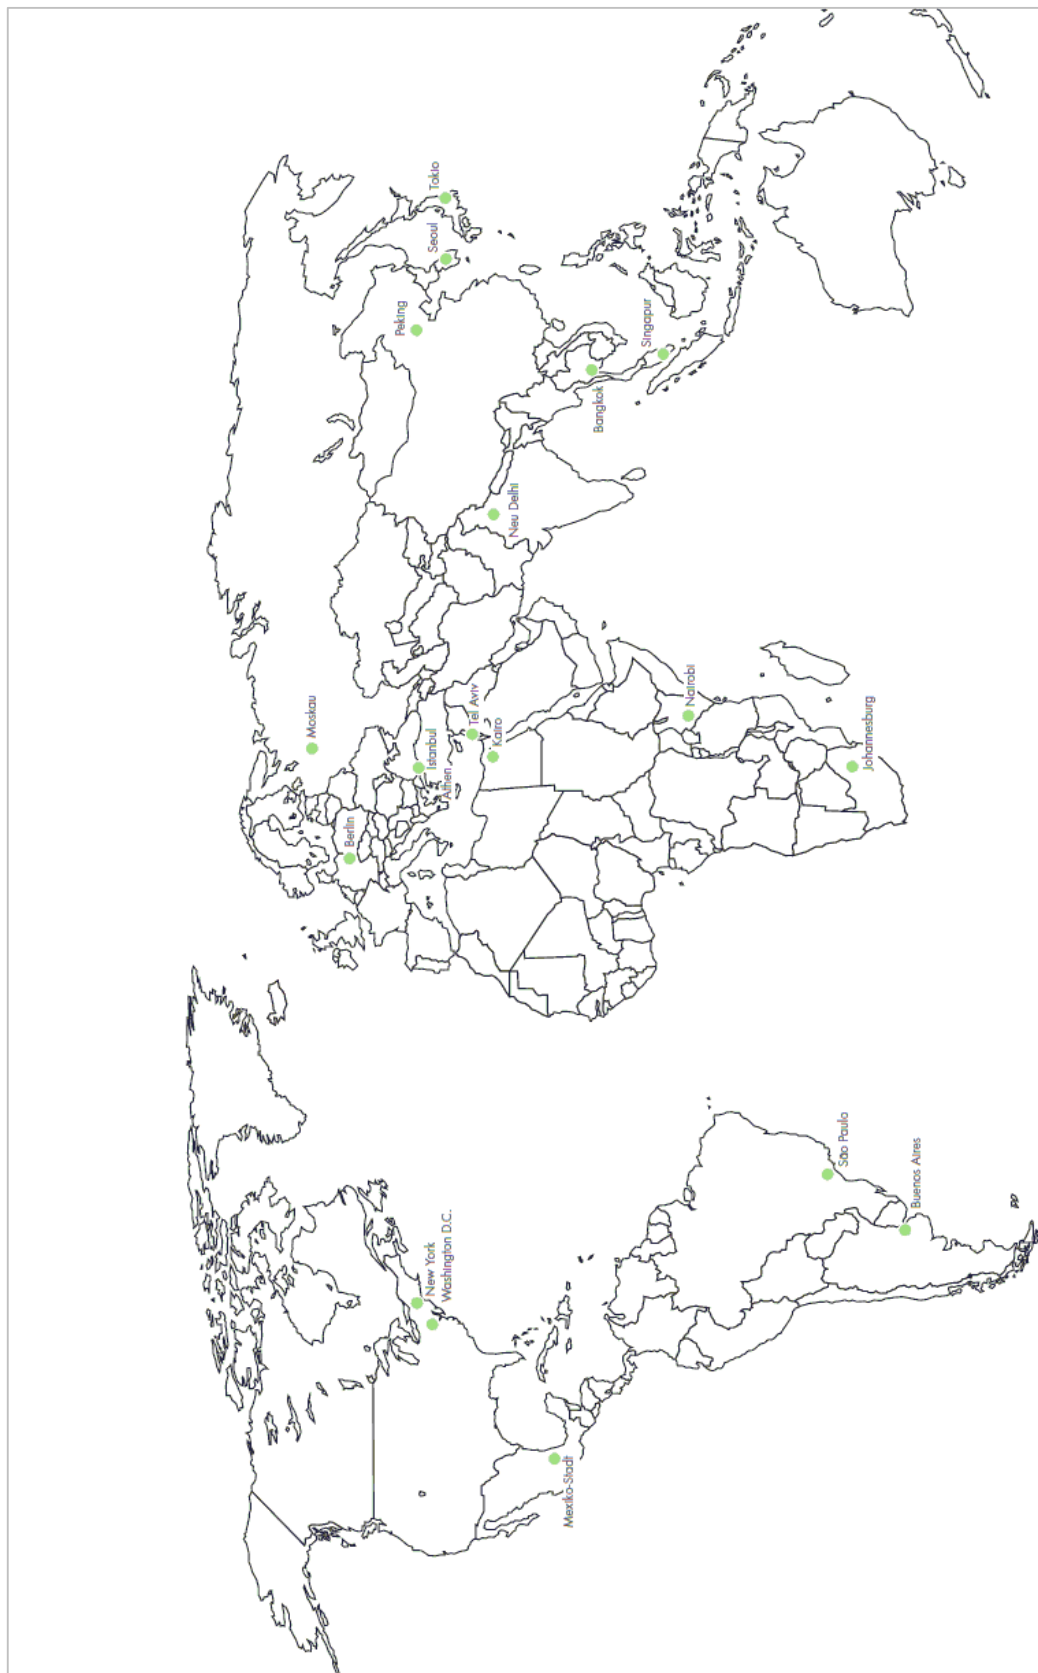 Moskau
Berlin
Istanbul
Athen
Tel Aviv
Kairo
New York
Washington D.C.
Mexiko-Stadt
São Paulo
Buenos Aires
Nairobi
Johannesburg
Neu Delhi
Peking
Seoul
Tokio
Bangkok
Singapur